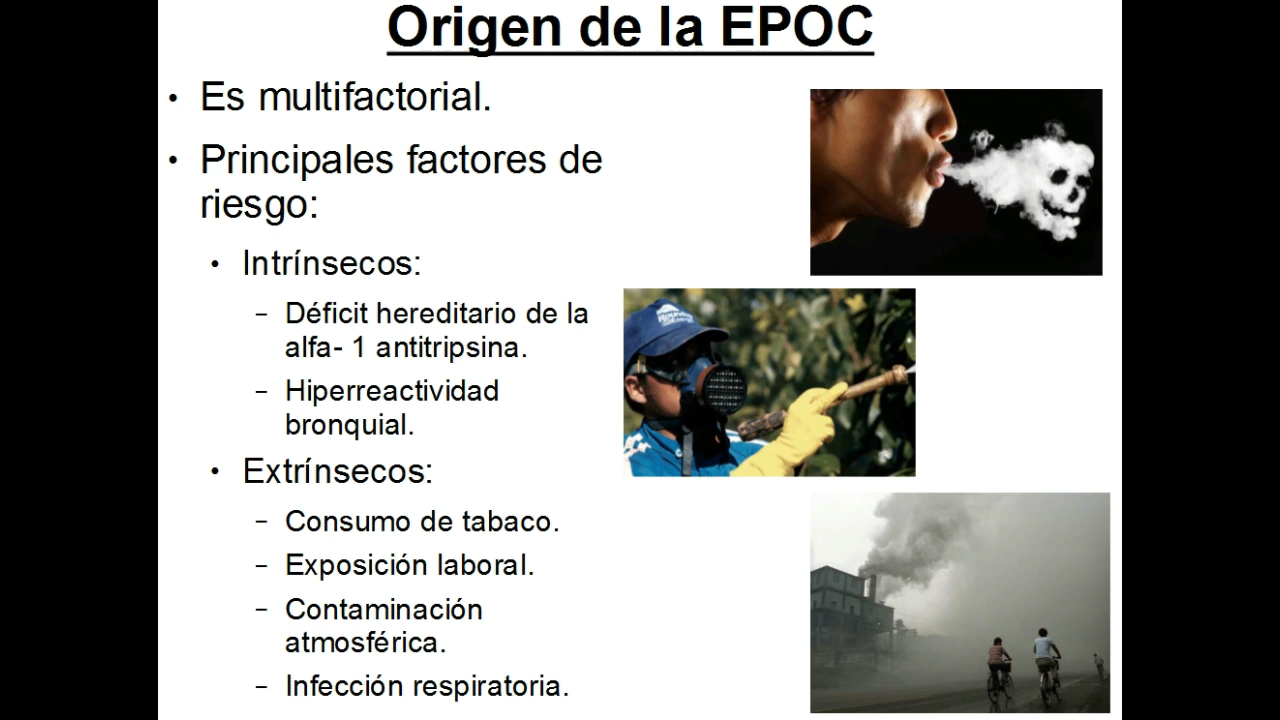 Origen de la EPOC
• Es multifactorial.
• Principales factores de
riesgo:
• Intrínsecos:
– Déficit hereditario de la
alfa- 1 antitripsina.
– Hiperreactividad
bronquial.
• Extrínsecos:
– Consumo de tabaco.
– Exposición laboral.
– Contaminación
atmosférica.
– Infección respiratoria.